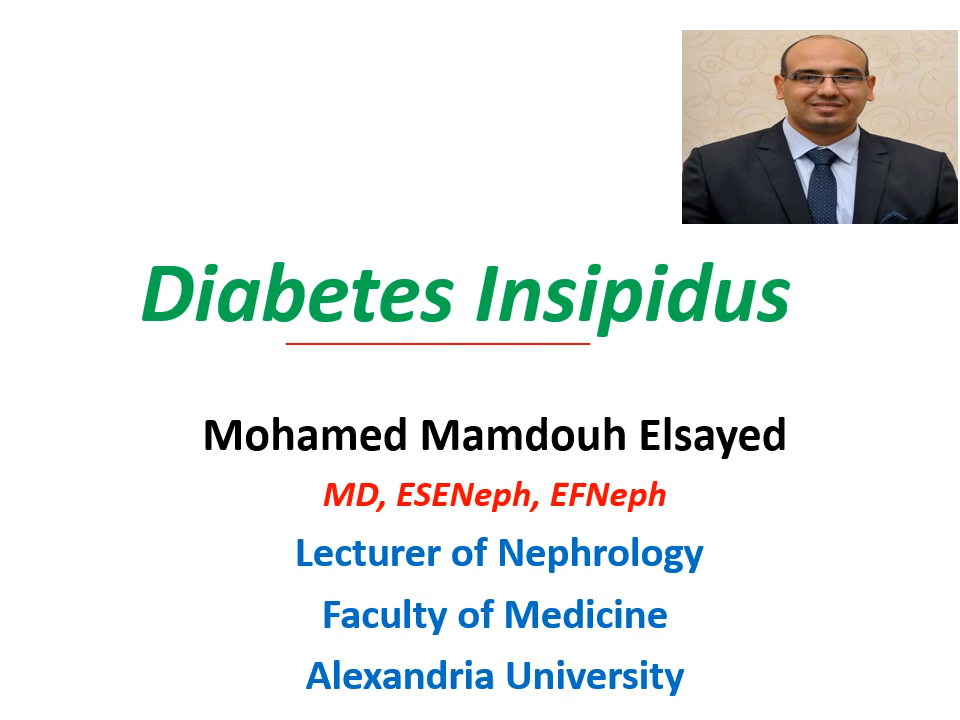 Diabetes Insipidus
Mohamed Mamdouh Elsayed
MD, ESENeph, EFNeph
Lecturer of Nephrology
Faculty of Medicine
Alexandria University